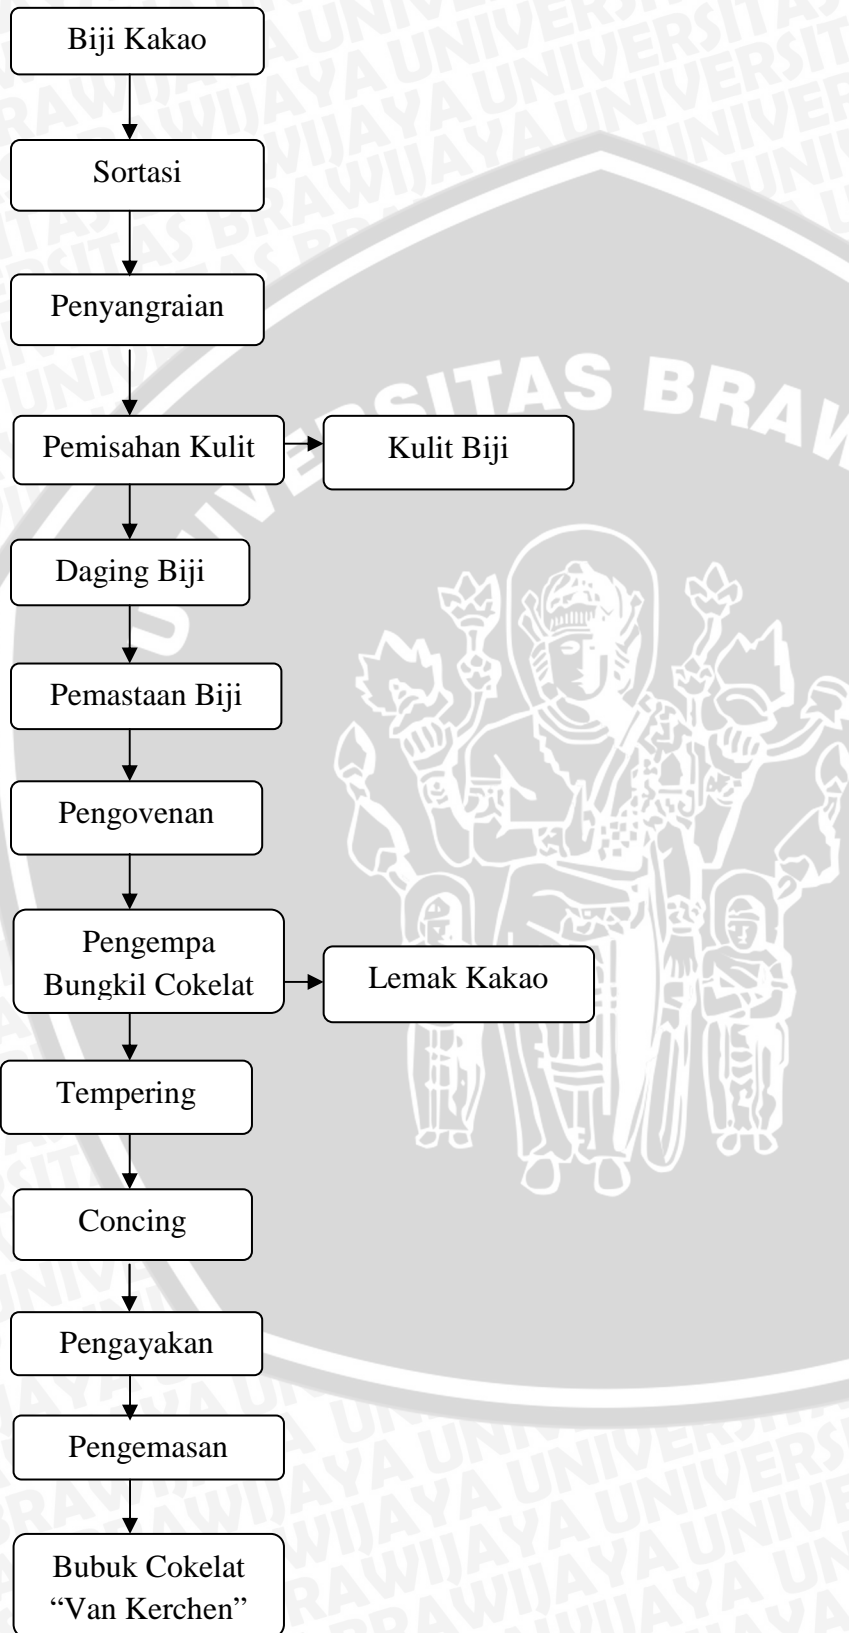 Biji Kakao
Sortasi
Penyangraian
Pemisahan Kulit
Kulit Biji
Daging Biji
Pemastaan Biji
Pengovenan
Pengempa
Bungkil Cokelat
Lemak Kakao
Tempering
Concing
Pengayakan
Pengemasan
Bubuk Cokelat
“Van Kerchen”